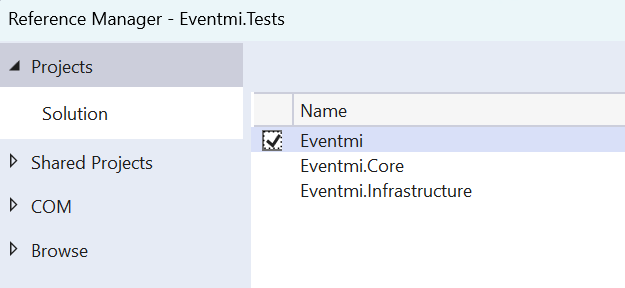 Reference Manager - Eventmi.Tests
Projects
Solution
Shared Projects
COM
Browse
Name
Eventmi
Eventmi.Core
Eventmi.Infrastructure